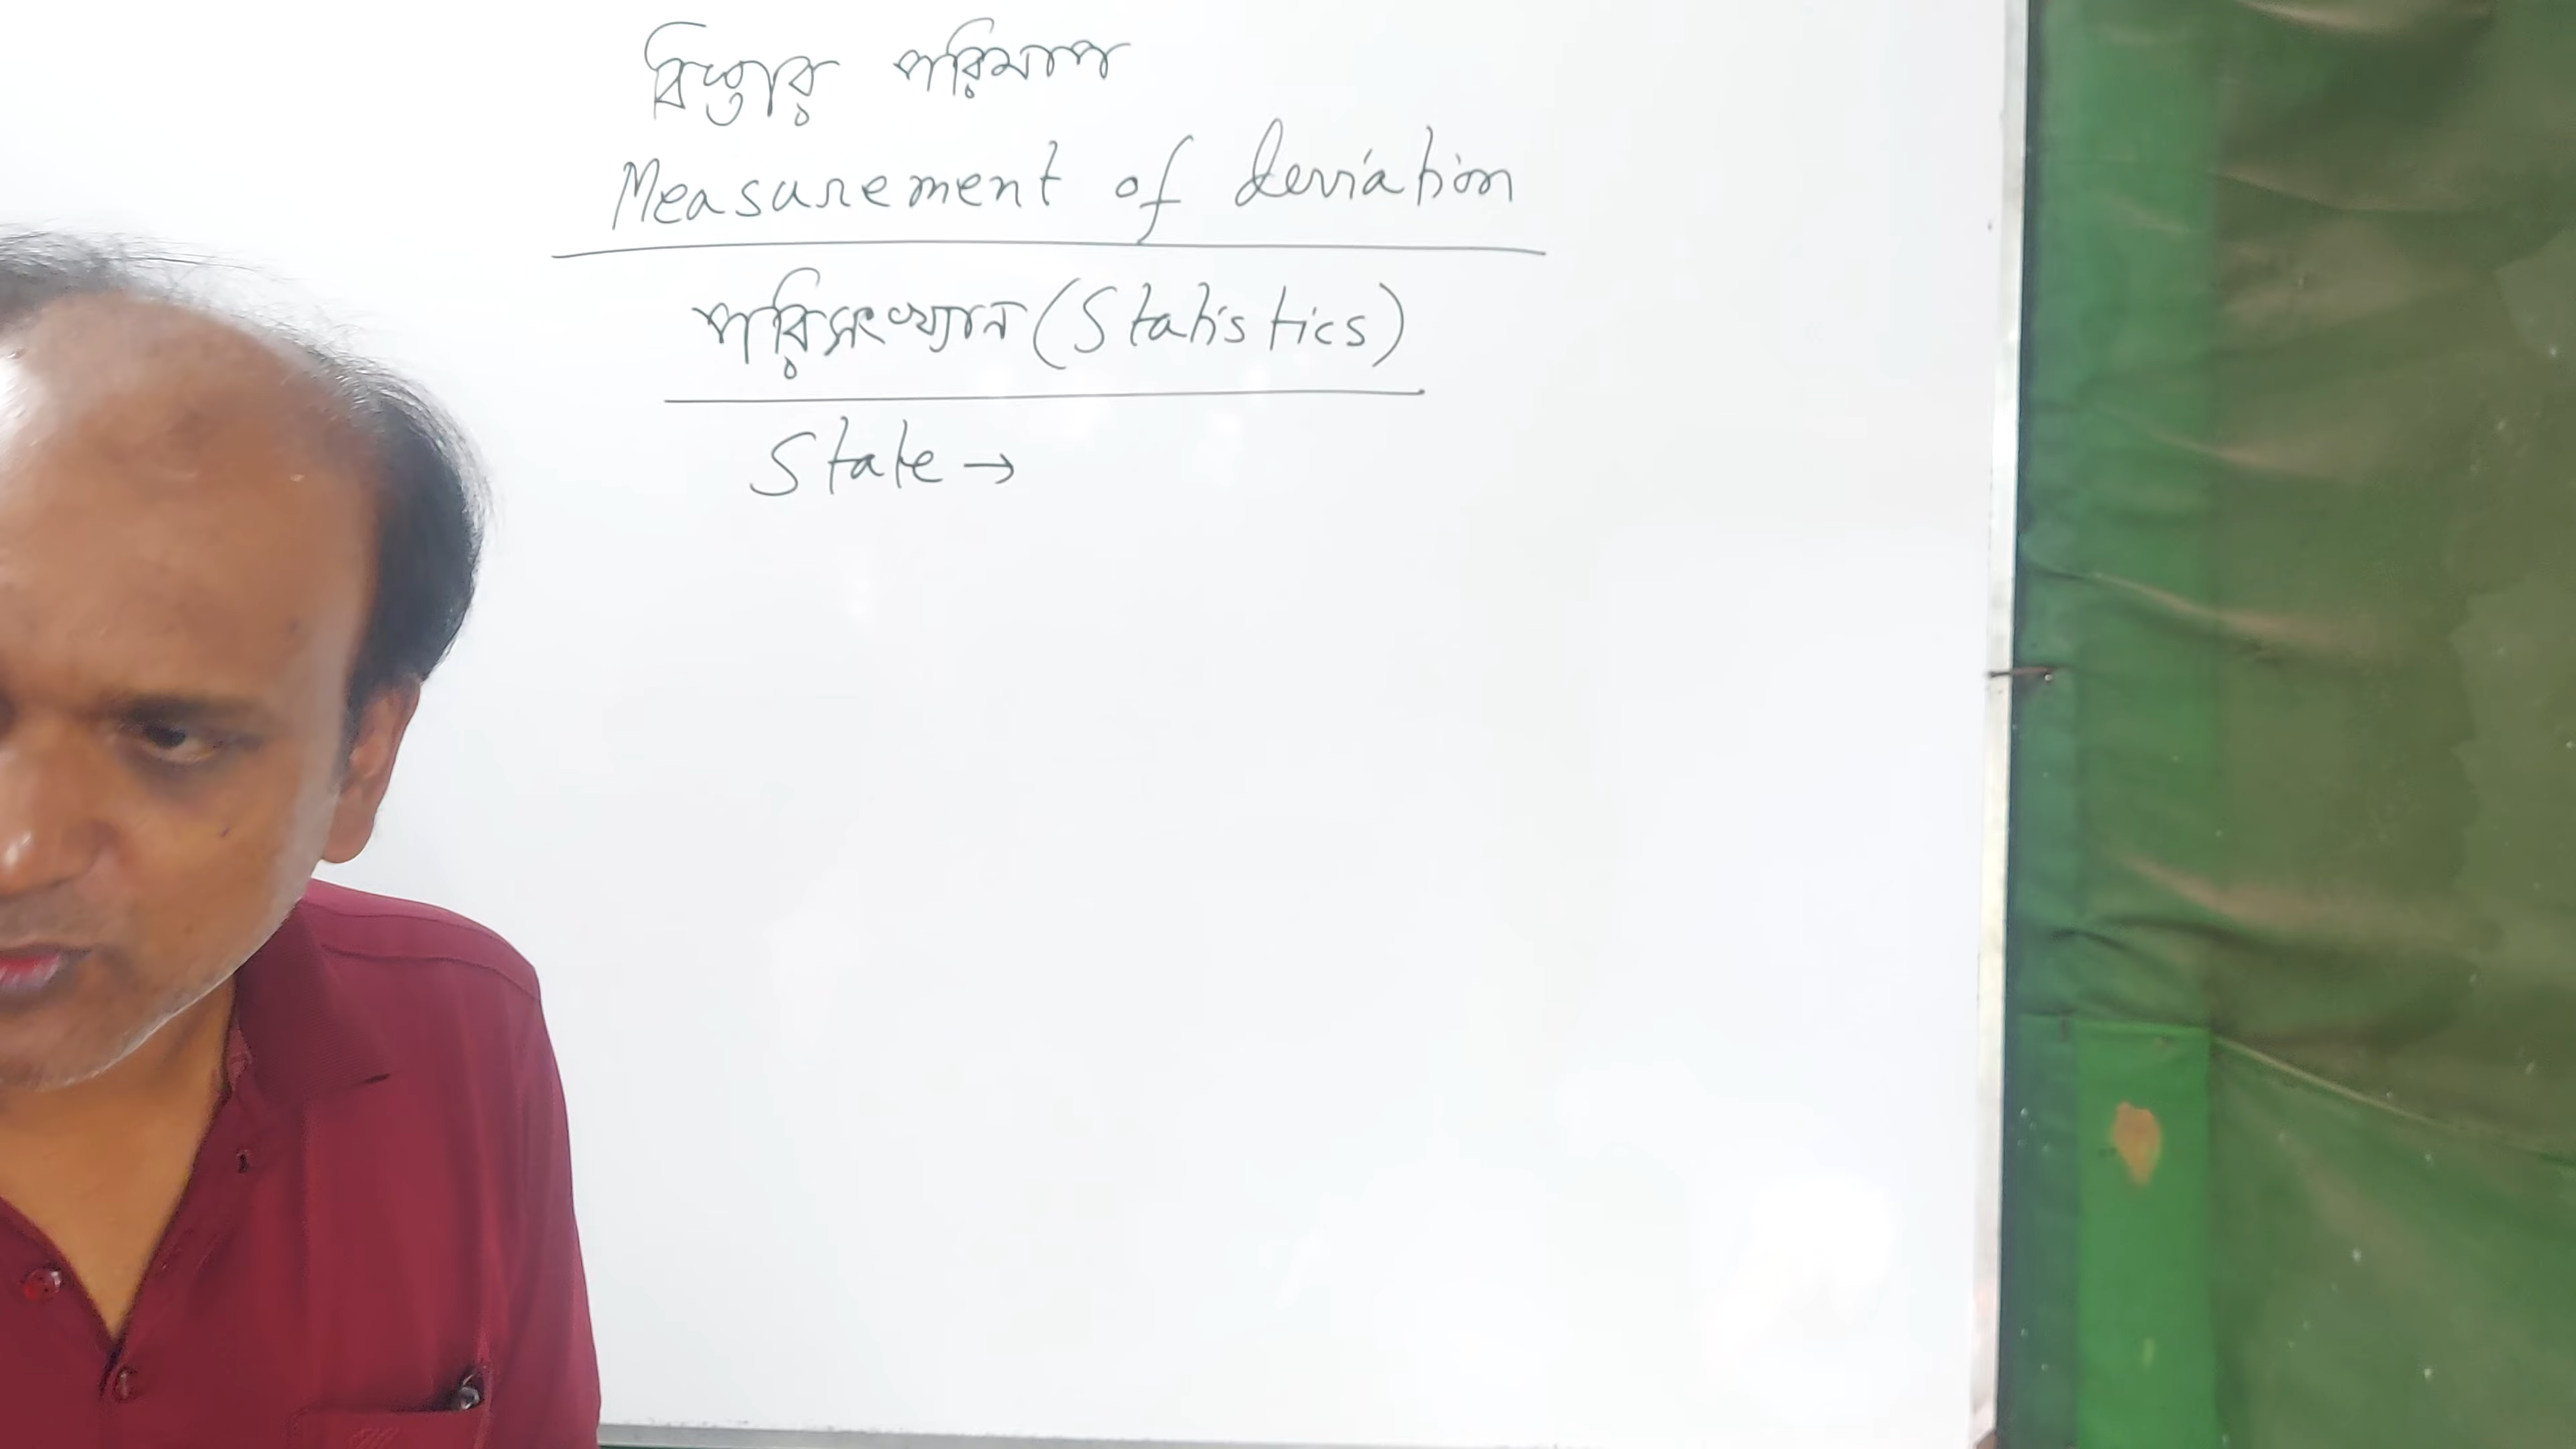 বিস্তার পরিমাপ
Measurement of deviation
পরিসংখ্যান (Statistics)
State →